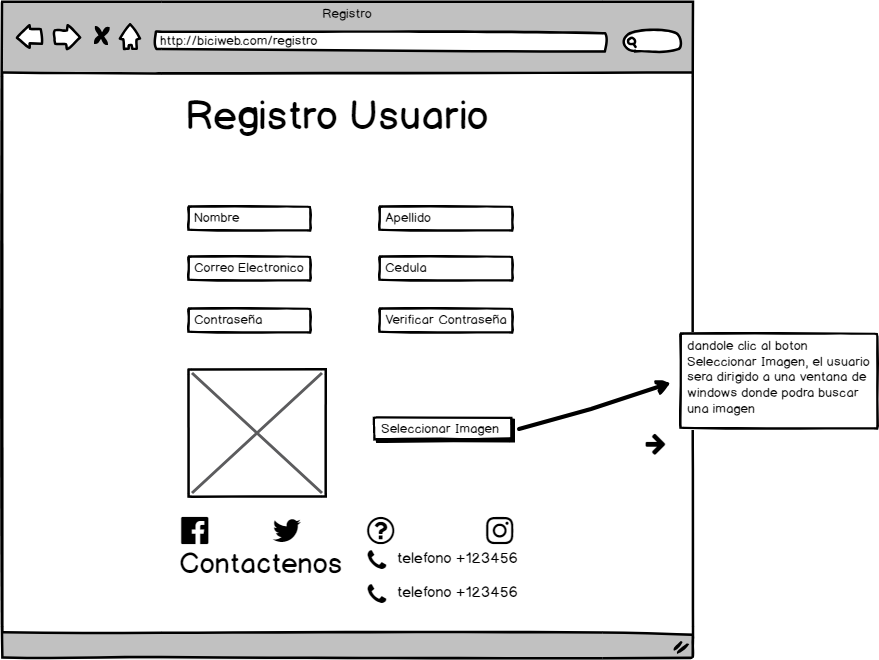 Registro
http://biciweb.com/registro
Registro Usuario
Nombre
Apellido
Correo Electronico
Cedula
Contraseña
Verificar Contraseña
dandole clic al boton
Seleccionar Imagen, el usuario
sera dirigido a una ventana de
windows donde podra buscar
una imagen
Seleccionar Imagen
Contactenos
telefono +123456
telefono +123456